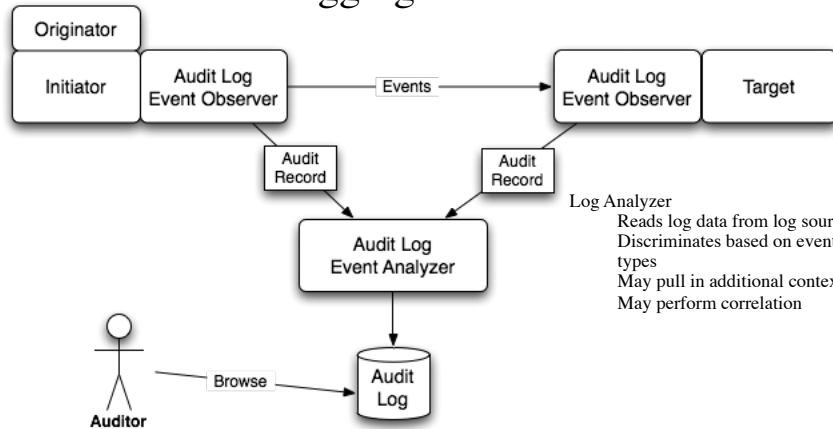 Originator
Initiator
Audit Log
Event Observer
Events
Audit Log
Event Observer
Target
Audit
Record
Audit
Record
Log Analyzer
Reads log data from log sour
Discriminates based on event
types
May pull in additional contex
May perform correlation
Audit Log
Event Analyzer
Browse
Audit
Log
Auditor